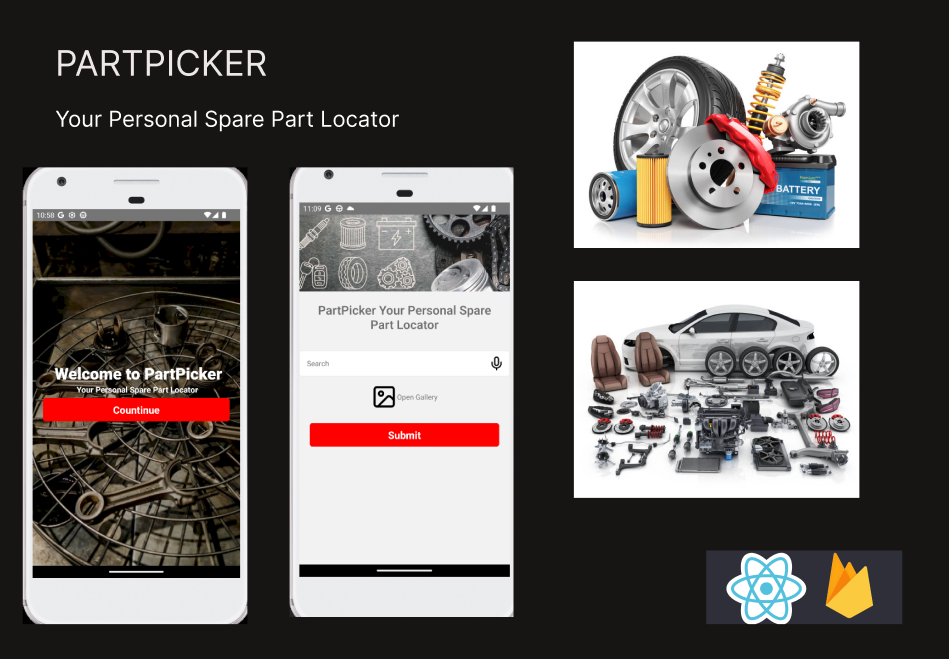 PARTPICKER
Your Personal Spare Part Locator
10:58
Welcome to PartPicker
Your Personal Spare Part Locator
Countinue
11:09
PartPicker Your Personal Spare
Part Locator
Search
Open Gallery
Submit
BATTERY